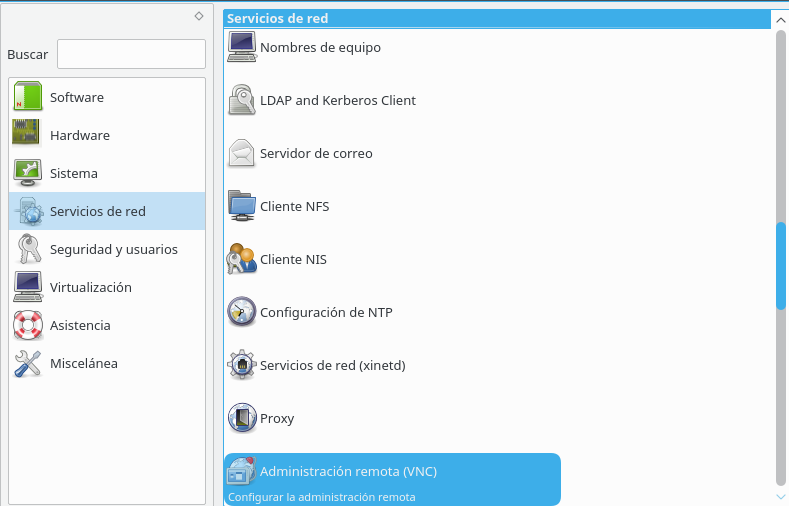 Buscar
Software
Hardware
Sistema
Servicios de red
Seguridad y usuarios
Virtualización
Asistencia
Miscelánea
Servicios de red
Nombres de equipo
LDAP and Kerberos Client
Servidor de correo
Cliente NFS
Cliente NIS
Configuración de NTP
Servicios de red (xinetd)
Proxy
Administración remota (VNC)
Configurar la administración remota